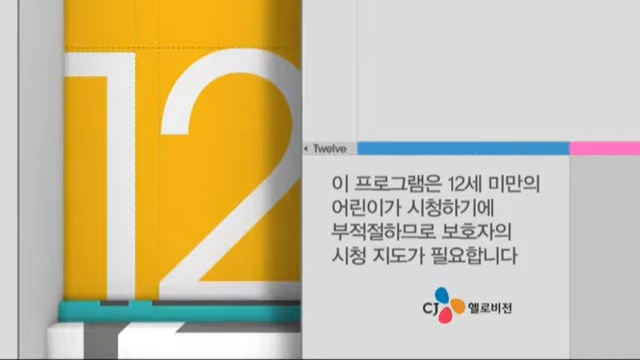 12
Twelve
이 프로그램은 12세 미만의
어린이가 시청하기에
부적절하므로 보호자의
시청 지도가 필요합니다
CJ 헬로비전